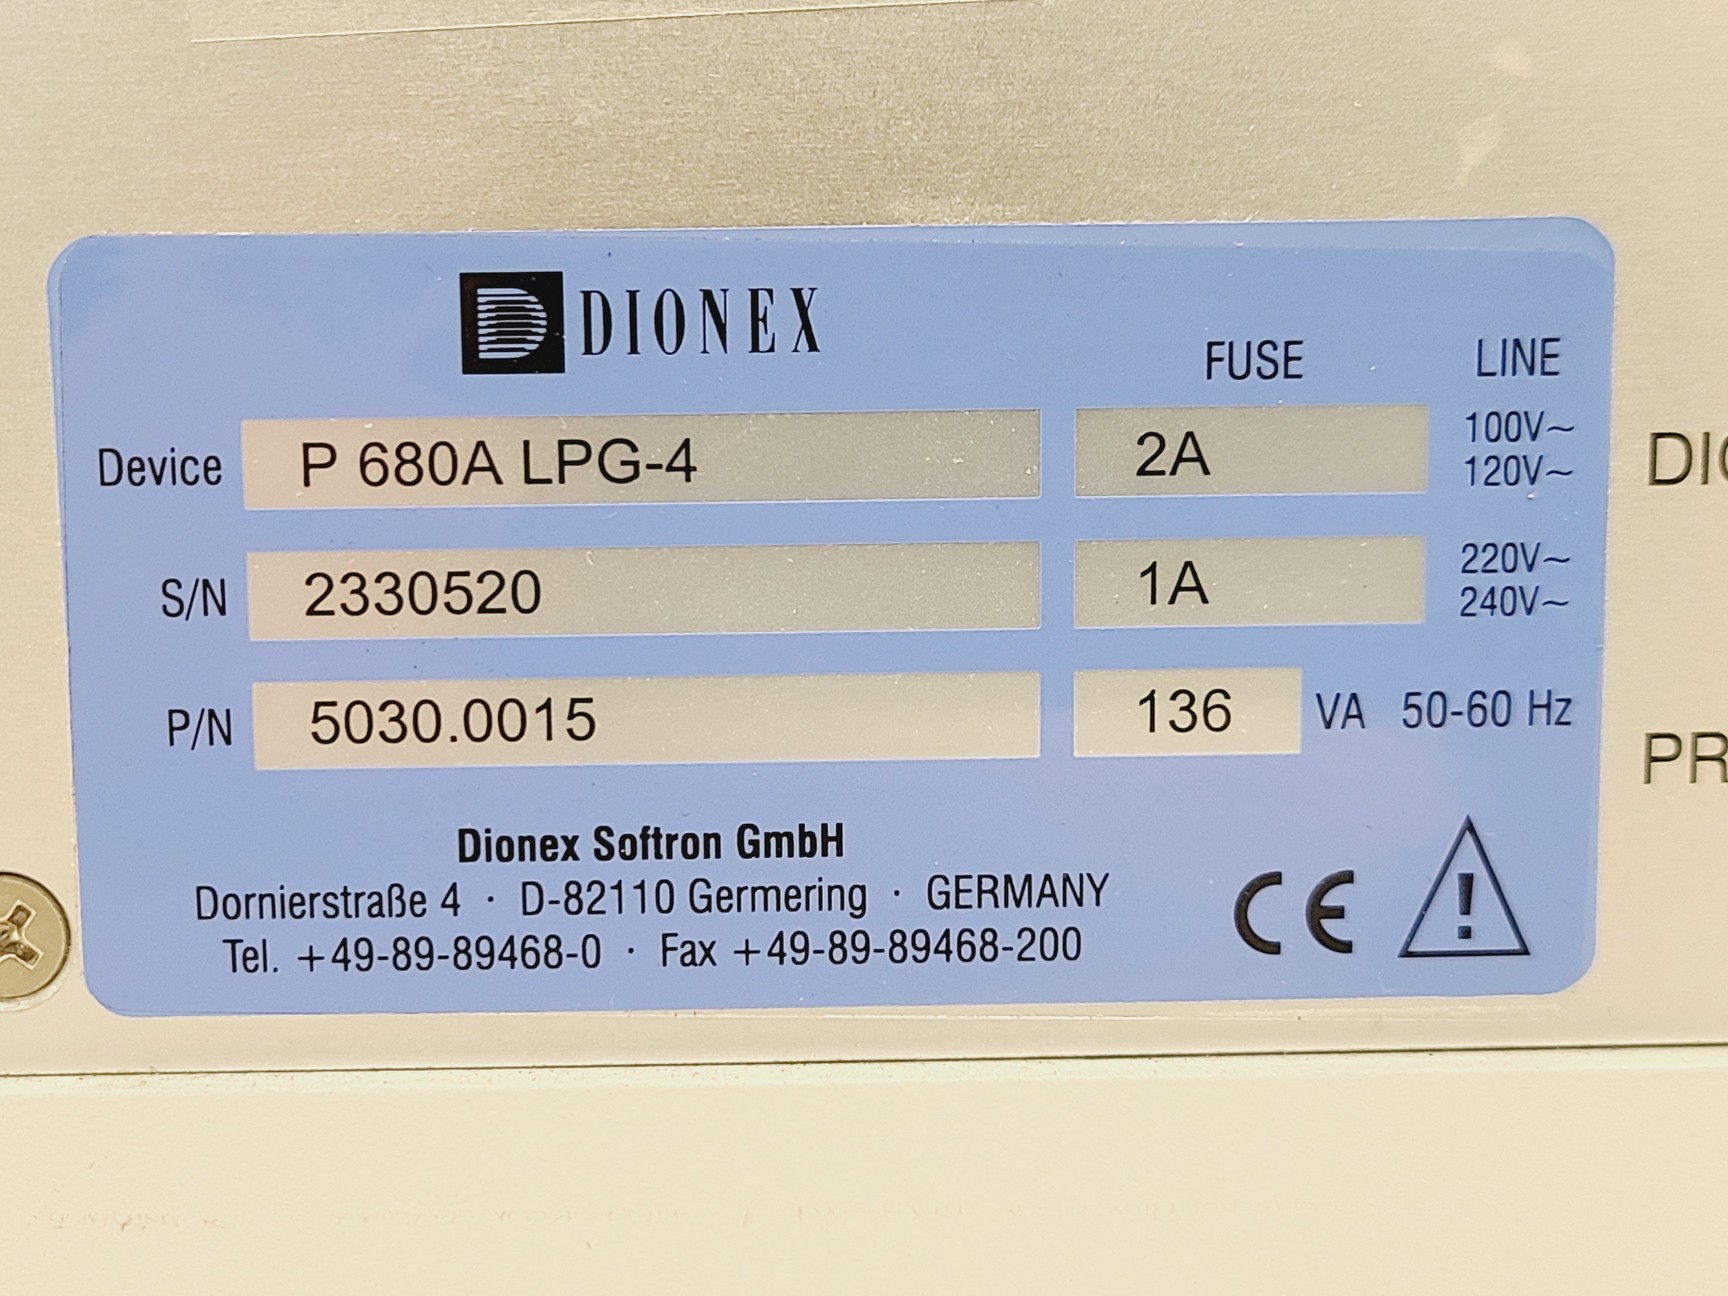 DIONEX
FUSE LINE
Device P 680A LPG-4 2A 100V~
120V~
S/N 2330520 1A 220V~
240V~
P/N 5030.0015 136 VA 50-60 Hz
Dionex Softron GmbH
Dornierstraße 4 · D-82110 Germering · GERMANY
Tel. +49-89-89468-0 · Fax +49-89-89468-200
CE
!
PR